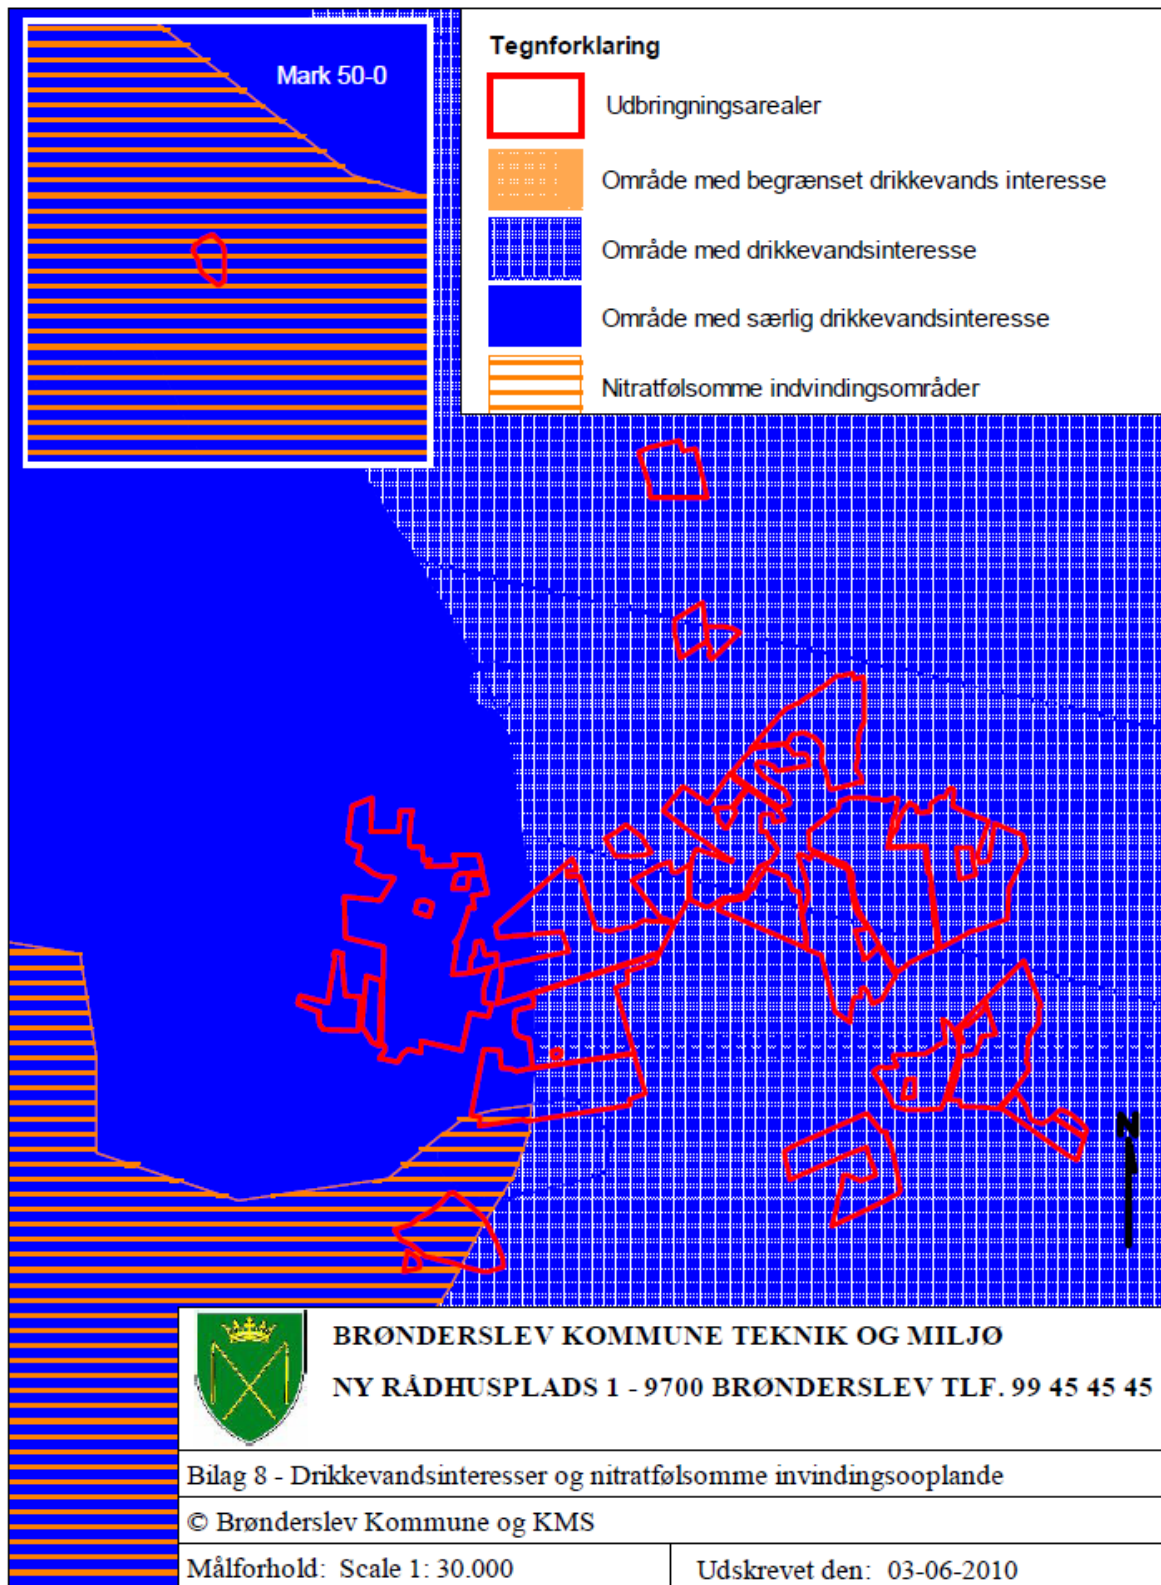 Mark 50-0
Tegnforklaring
Udbringningsarealer
Område med begrænset drikkevands interesse
Område med drikkevandsinteresse
Område med særlig drikkevandsinteresse
Nitratfølsomme indvindingsområder
N
BRØNDERSLEV KOMMUNE TEKNIK OG MILJØ
NY RÅDHUSPLADS 1 - 9700 BRØNDERSLEV TLF. 99 45 45 45
Bilag 8 - Drikkevandsinteresser og nitratfølsomme invindingsooplande
© Brønderslev Kommune og KMS
Målforhold: Scale 1: 30.000
Udskrevet den: 03-06-2010